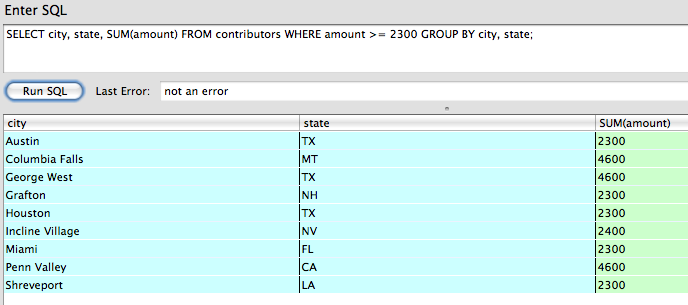 Enter SQL
SELECT city, state, SUM(amount) FROM contributors WHERE amount >= 2300 GROUP BY city, state;
Run SQL Last Error: not an error
city state SUM(amount)
Austin TX 2300
Columbia Falls MT 4600
George West TX 4600
Grafton NH 2300
Houston TX 2300
Incline Village NV 2400
Miami FL 2300
Penn Valley CA 4600
Shreveport LA 2300